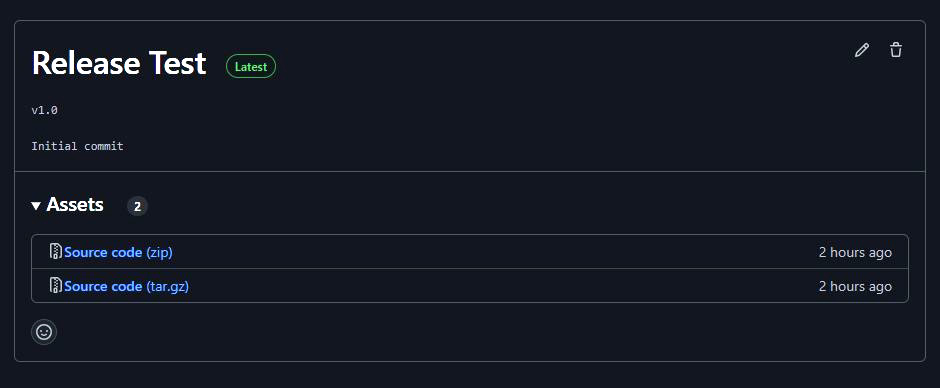 Release Test Latest
v1.0
Initial commit
Assets 2
Source code (zip) 2 hours ago
Source code (tar.gz) 2 hours ago